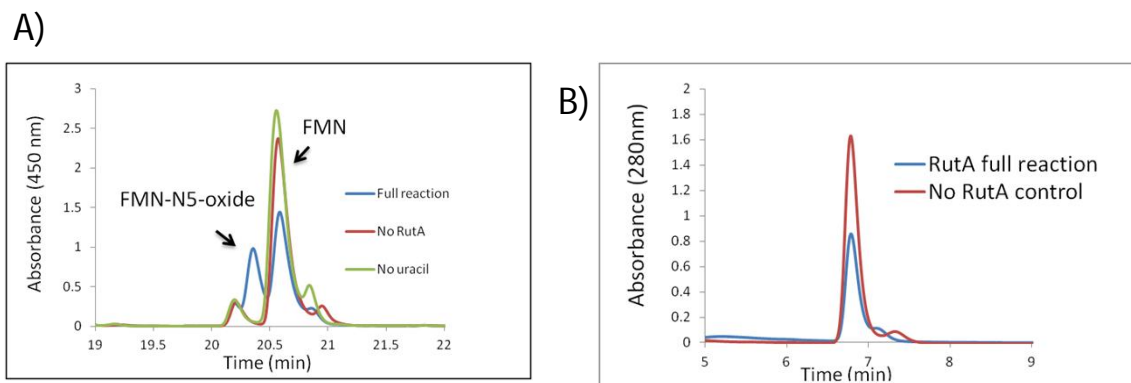 A)
Absorbance (450 nm)
3
2.5
2
1.5
1
0.5
0
FMN-N5-oxide
FMN
Full reaction
No RutA
No uracil
19 19.5 20 20.5 21 21.5 22
Time (min)
B)
Absorbance (280nm)
2
1.8
1.6
1.4
1.2
1
0.8
0.6
0.4
0.2
0
RutA full reaction
No RutA control
5 6 7 8 9
Time (min)